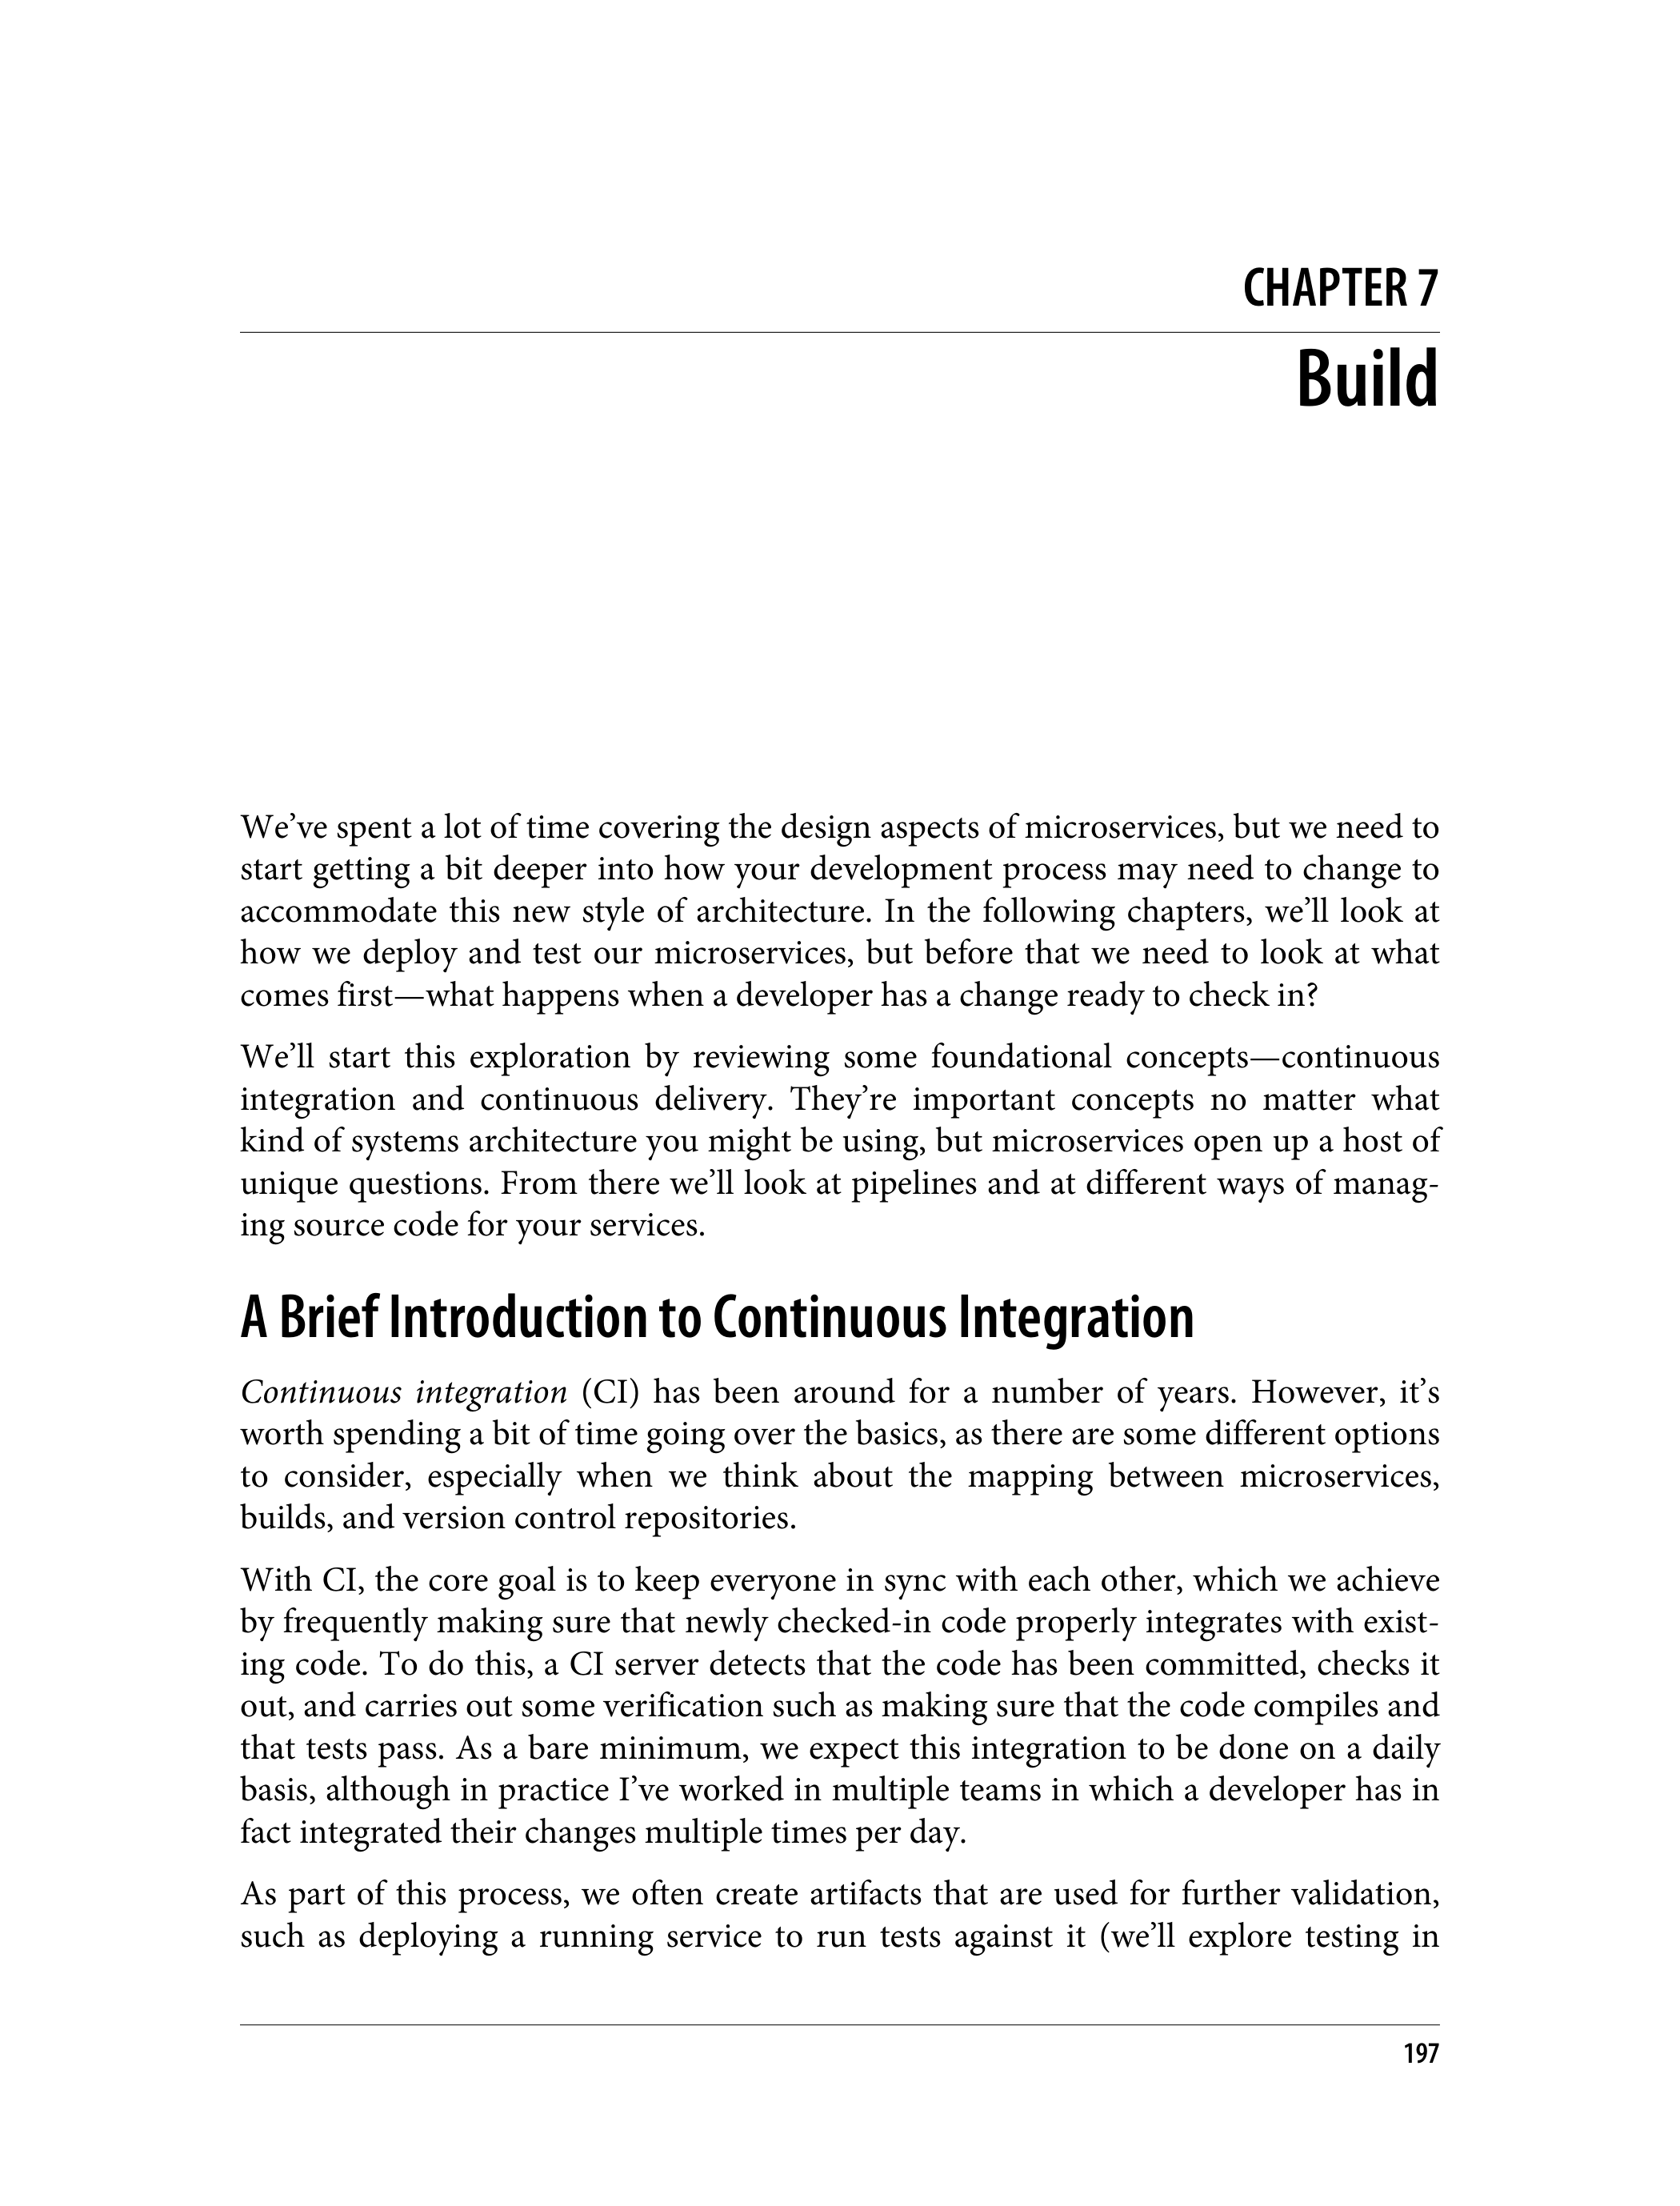 CHAPTER 7
Build
We’ve spent a lot of time covering the design aspects of microservices, but we need to
start getting a bit deeper into how your development process may need to change to
accommodate this new style of architecture. In the following chapters, we’ll look at
how we deploy and test our microservices, but before that we need to look at what
comes first—what happens when a developer has a change ready to check in?
We’ll start this exploration by reviewing some foundational concepts—continuous
integration and continuous delivery. They’re important concepts no matter what
kind of systems architecture you might be using, but microservices open up a host of
unique questions. From there we’ll look at pipelines and at different ways of manag-
ing source code for your services.
A Brief Introduction to Continuous Integration
Continuous integration (CI) has been around for a number of years. However, it’s
worth spending a bit of time going over the basics, as there are some different options
to consider, especially when we think about the mapping between microservices,
builds, and version control repositories.
With CI, the core goal is to keep everyone in sync with each other, which we achieve
by frequently making sure that newly checked-in code properly integrates with exist-
ing code. To do this, a CI server detects that the code has been committed, checks it
out, and carries out some verification such as making sure that the code compiles and
that tests pass. As a bare minimum, we expect this integration to be done on a daily
basis, although in practice I’ve worked in multiple teams in which a developer has in
fact integrated their changes multiple times per day.
As part of this process, we often create artifacts that are used for further validation,
such as deploying a running service to run tests against it (we’ll explore testing in
197